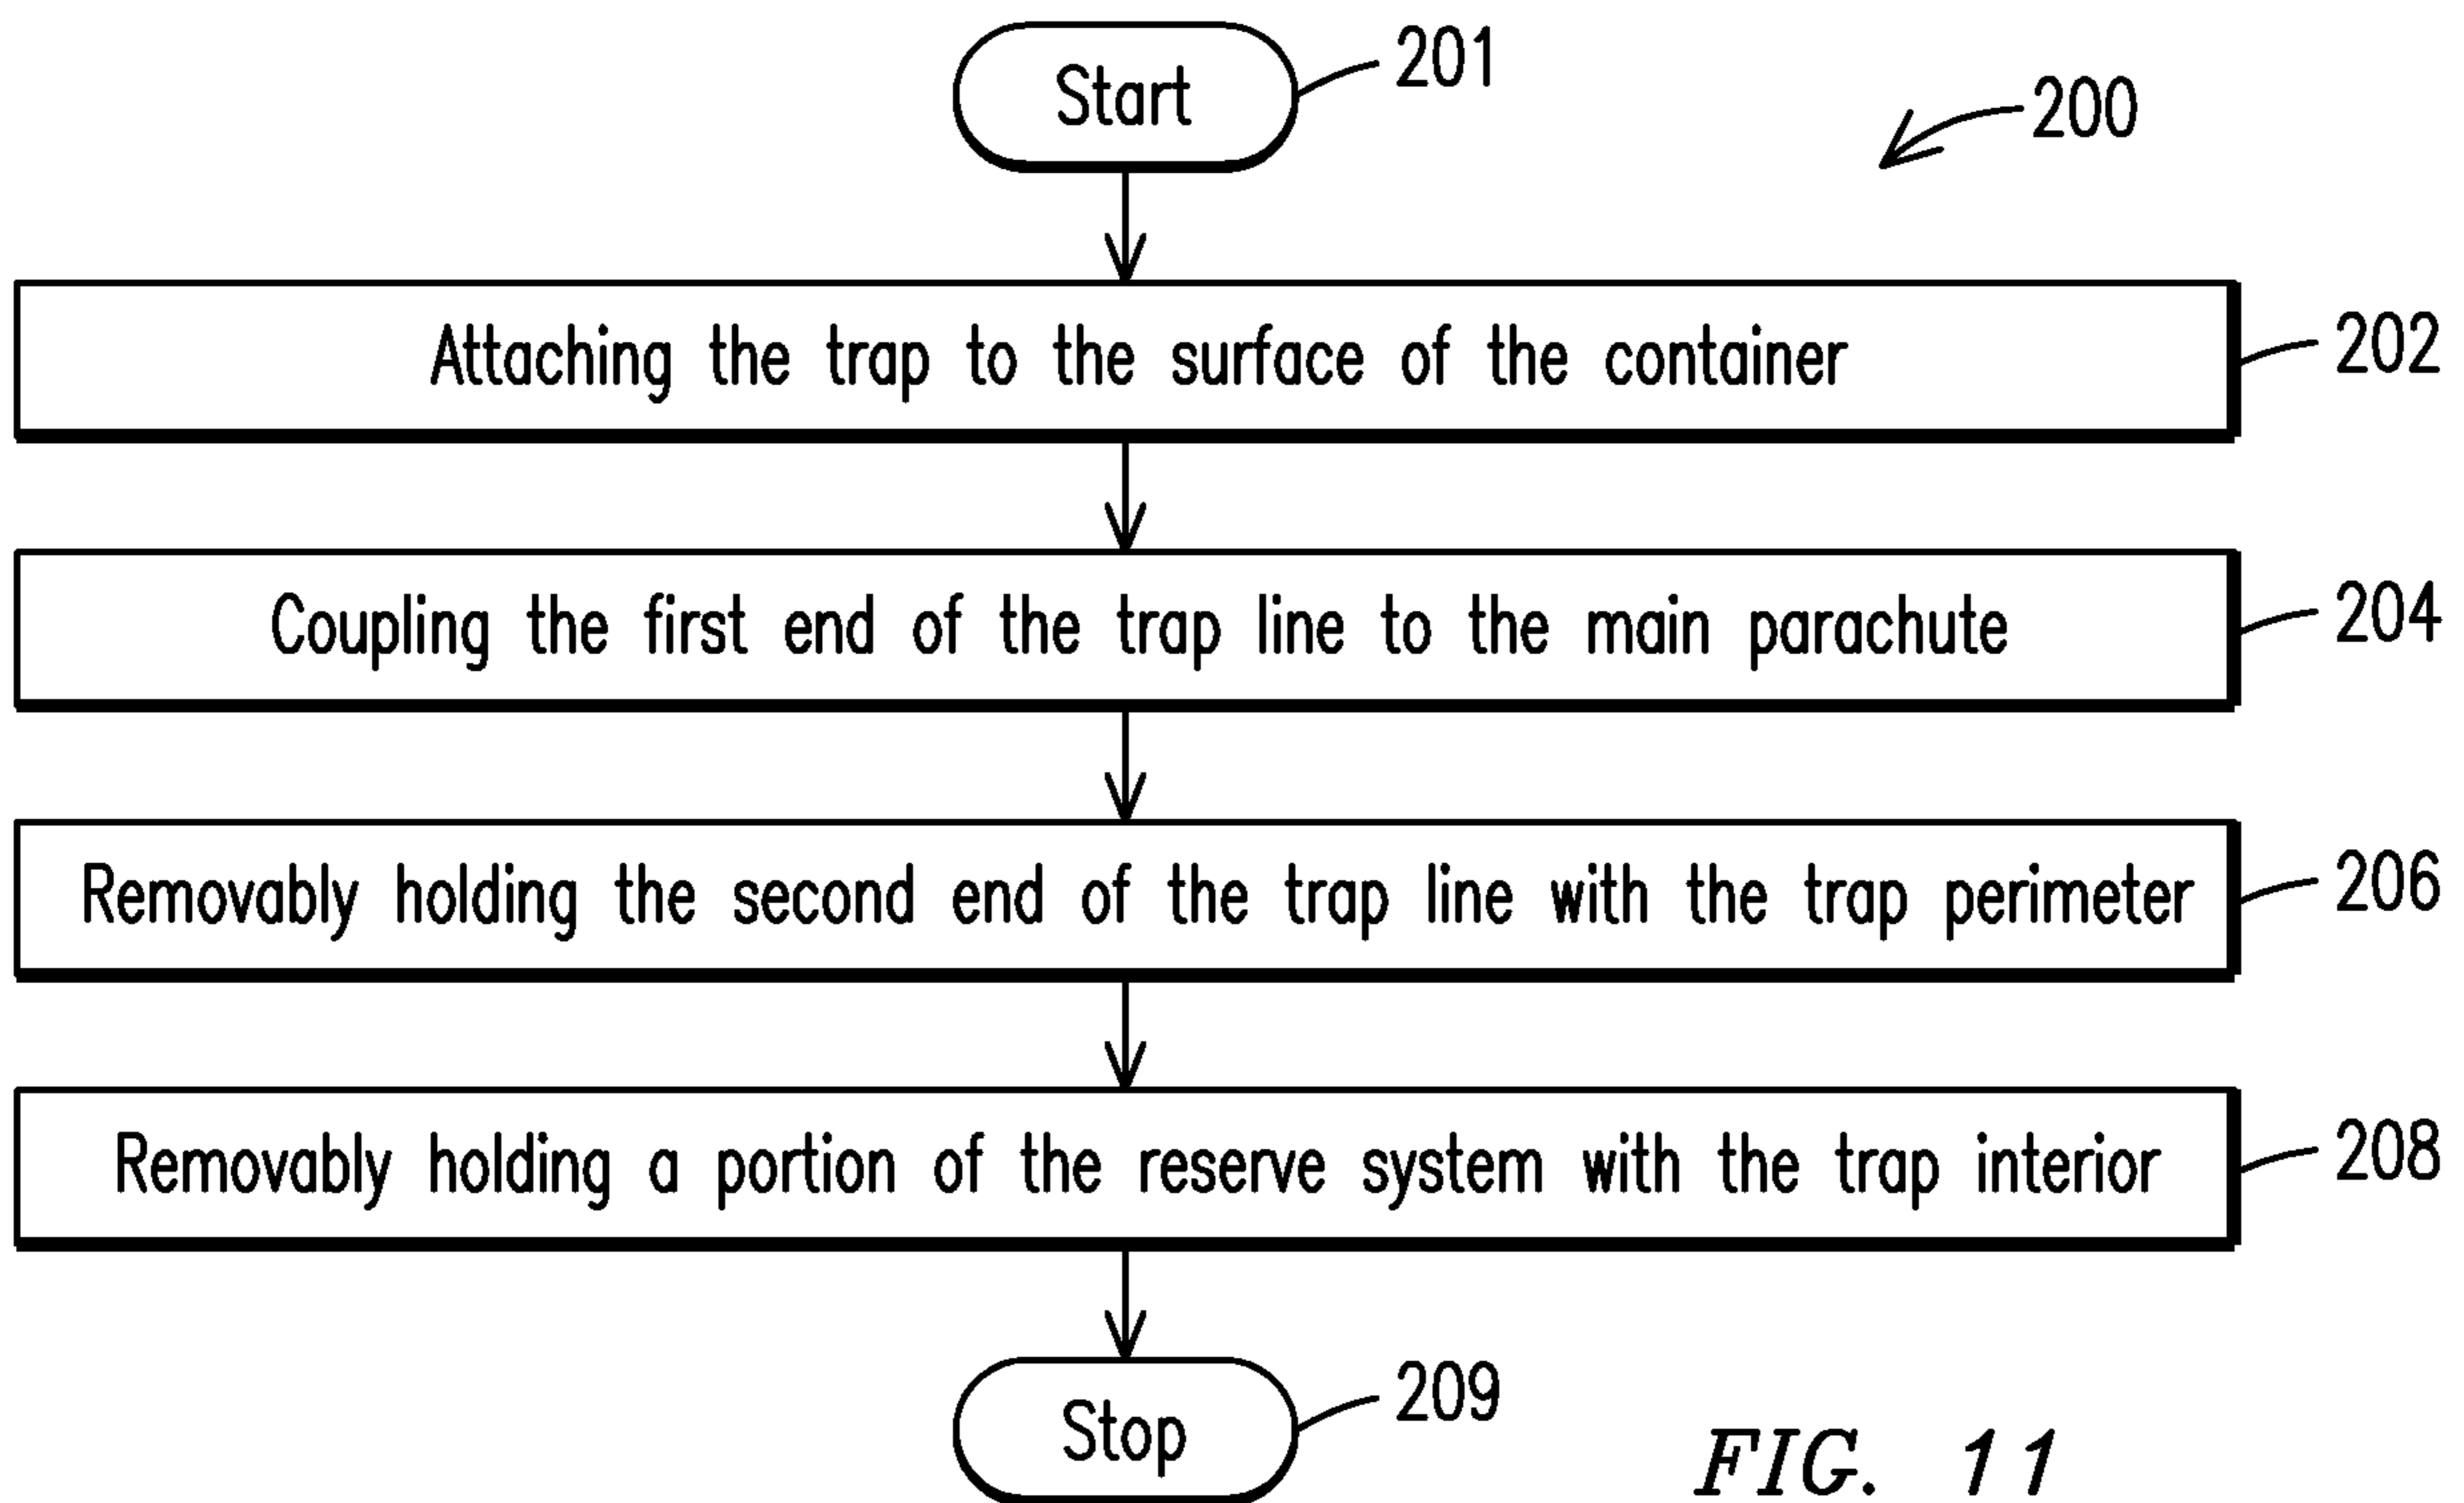 Start
201
200
Attaching the trap to the surface of the container
202
Coupling the first end of the trap line to the main parachute
204
Removably holding the second end of the trap line with the trap perimeter
206
Removably holding a portion of the reserve system with the trap interior
208
Stop
209
FIG. 11